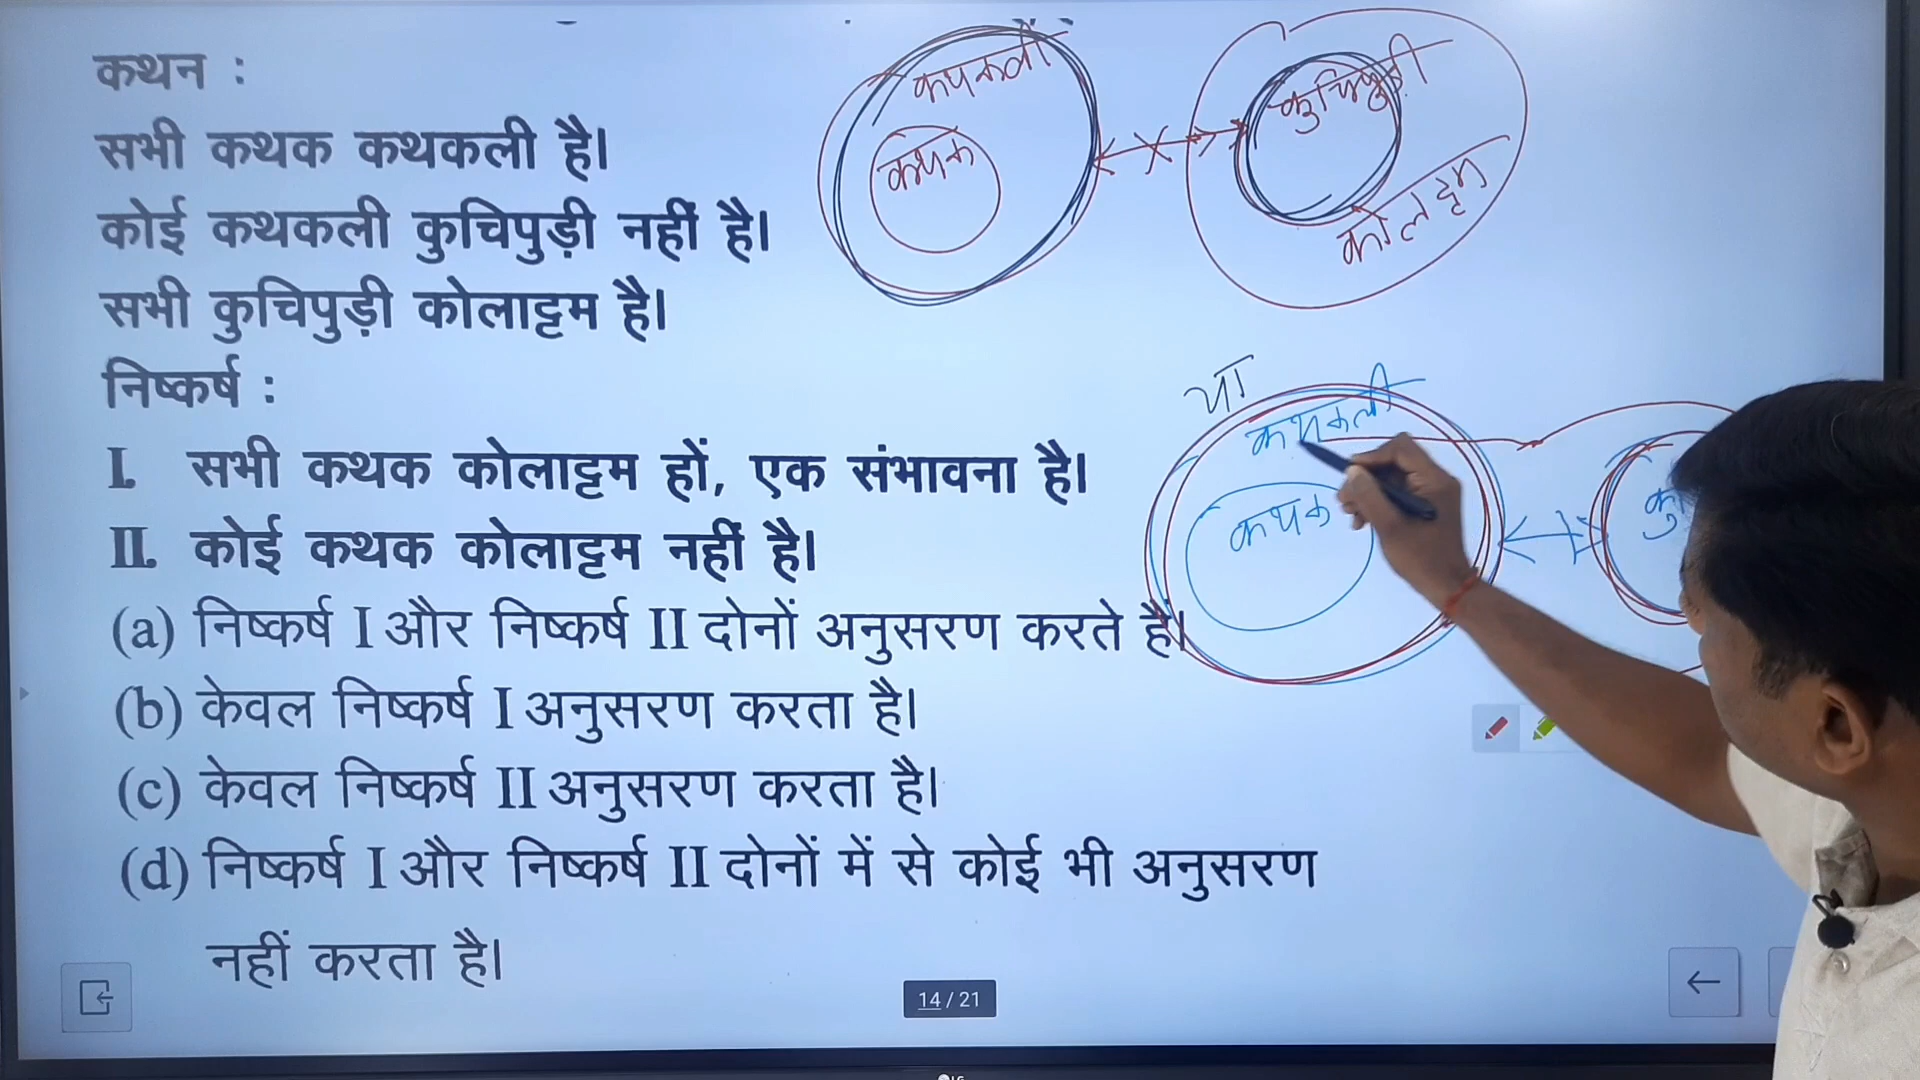 कथन :
सभी कथक कथकली है।
कोई कथकली कुचिपुड़ी नहीं है।
सभी कुचिपुड़ी कोलाट्टम है।
निष्कर्ष :
I. सभी कथक कोलाट्टम हों, एक संभावना है।
II. कोई कथक कोलाट्टम नहीं है।
(a) निष्कर्ष I और निष्कर्ष II दोनों अनुसरण करते हैं।
(b) केवल निष्कर्ष I अनुसरण करता है।
(c) केवल निष्कर्ष II अनुसरण करता है।
(d) निष्कर्ष I और निष्कर्ष II दोनों में से कोई भी अनुसरण
नहीं करता है।
कथकली
कथक
कुचिपुड़ी
कोलट्टम
या
कथकली
कथक
कु
14 / 21
LG